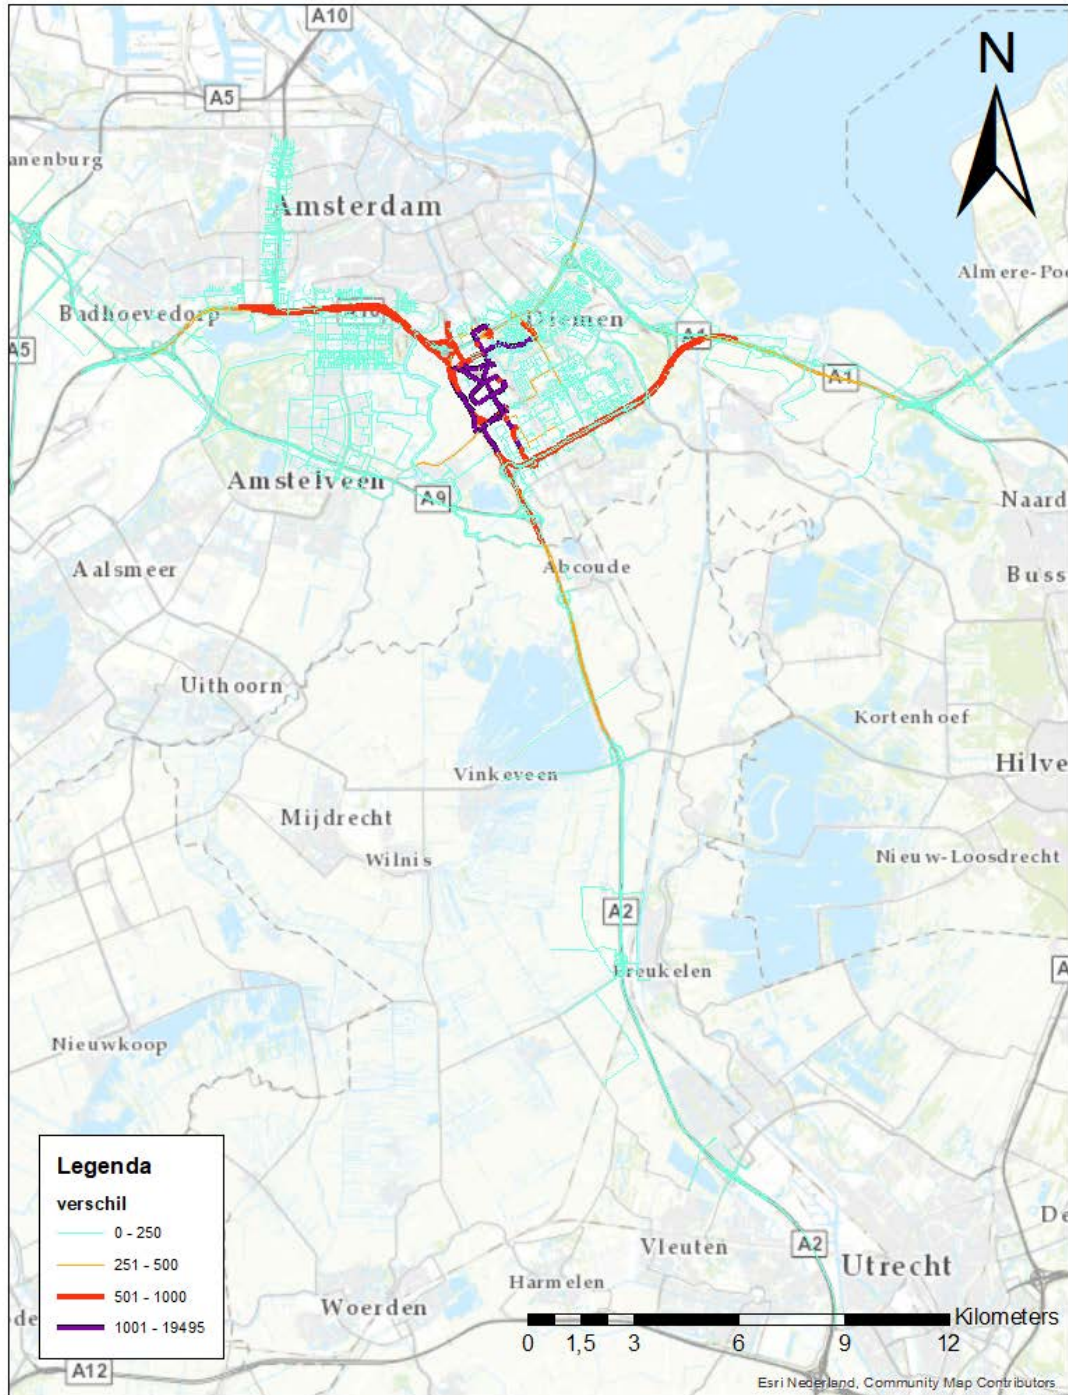 A10
N
A5
anenburg
Amsterdam
Almere-Poo
Badhoevedorp
Diemen
A5
A1
A1
Amstelveen
A9
Naard
Aalsmeer
Abcoude
Buss
Uithoorn
Kortenhoef
Vinkeveen
Hilve
Mijdrecht
Wilnis
Nieuw-Loosdrecht
A2
Breukelen
A
Nieuwkoop
Legenda
verschil
0 - 250
251 - 500
501 - 1000
1001 - 19495
De
Vleuten
A2
Utrecht
Harmelen
Woerden
de
Kilometers
0 1,5 3 6 9 12
A12
Esri Nederland, Community Map Contributors